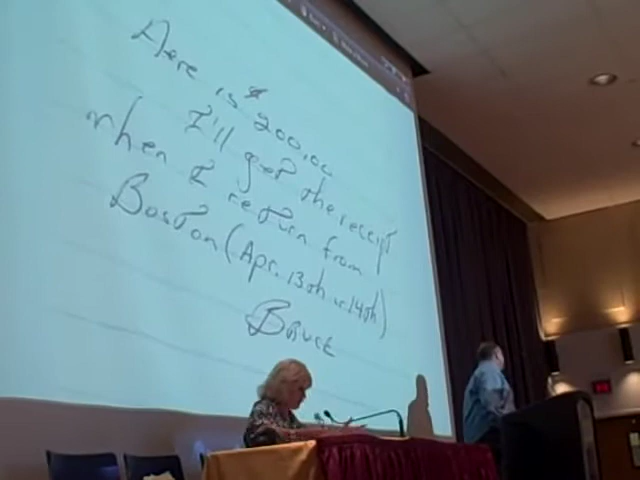 Here is $200.00
I'll get the receipt
when I return from
Boston (Apr. 13th or 14th)
Bruce